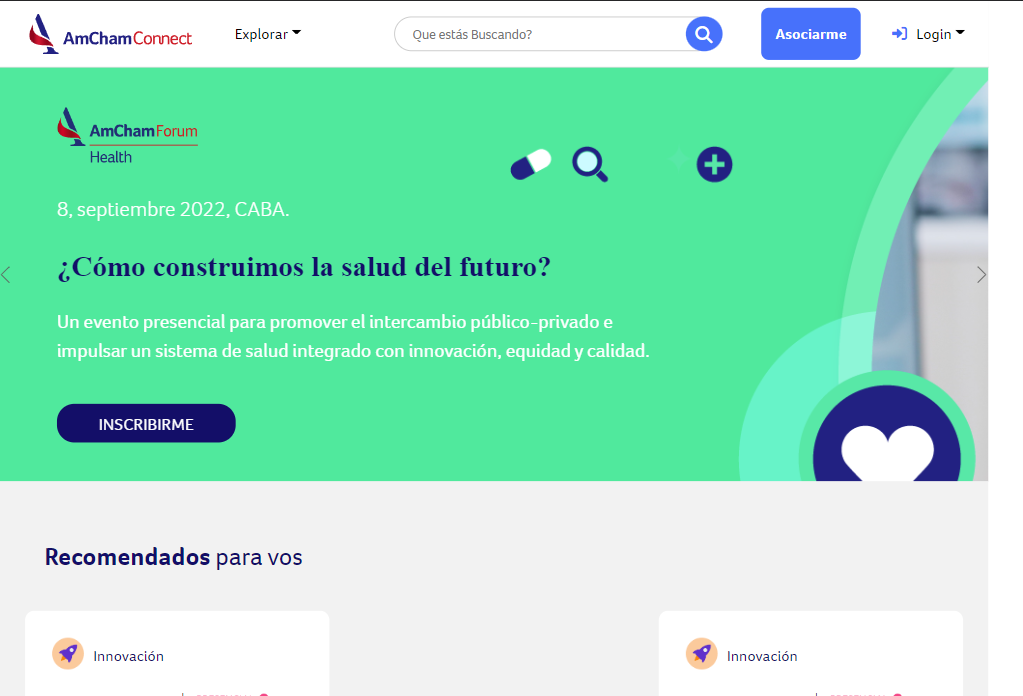 AmChamConnect
Explorar
Que estás Buscando?
Asociarme
Login
AmChamForum
Health
8, septiembre 2022, CABA.
¿Cómo construimos la salud del futuro?
Un evento presencial para promover el intercambio público-privado e
impulsar un sistema de salud integrado con innovación, equidad y calidad.
INSCRIBIRME
Recomendados para vos
Innovación
Innovación